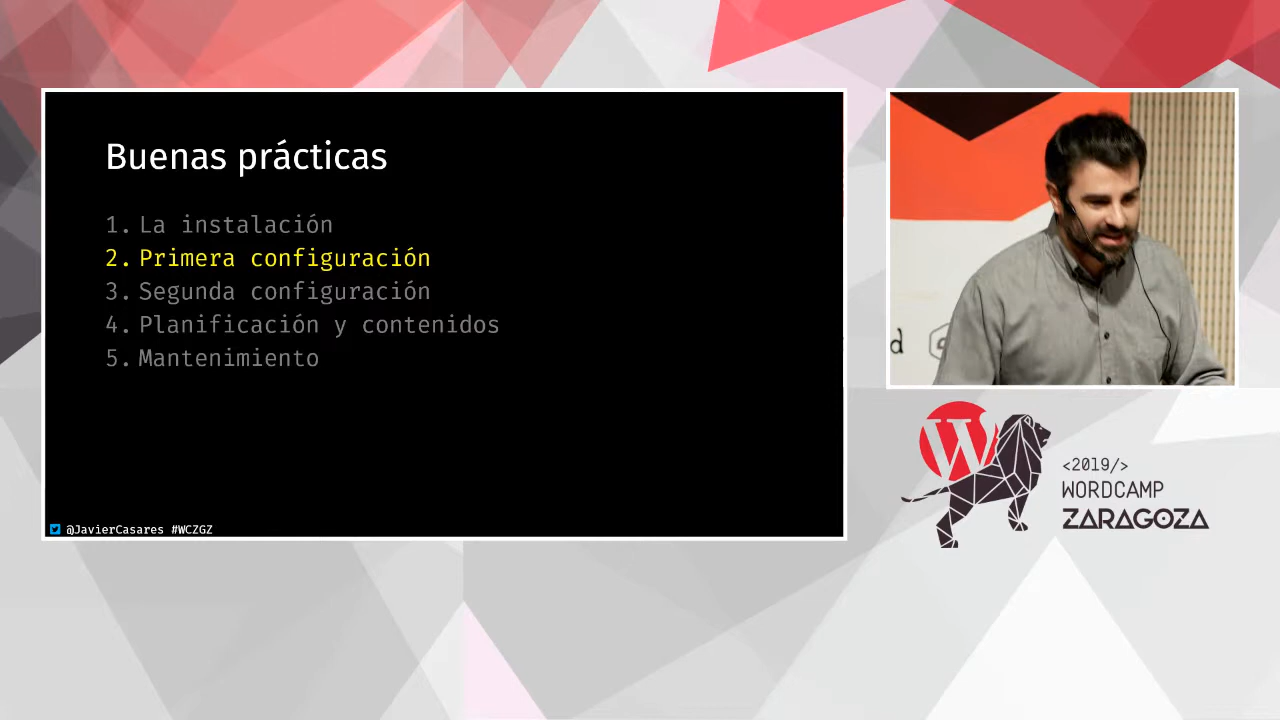 Buenas prácticas
1. La instalación
2. Primera configuración
3. Segunda configuración
4. Planificación y contenidos
5. Mantenimiento
@JavierCasares #WCZGZ
d
W
<2019/>
WORDCAMP
ZARAGOZA